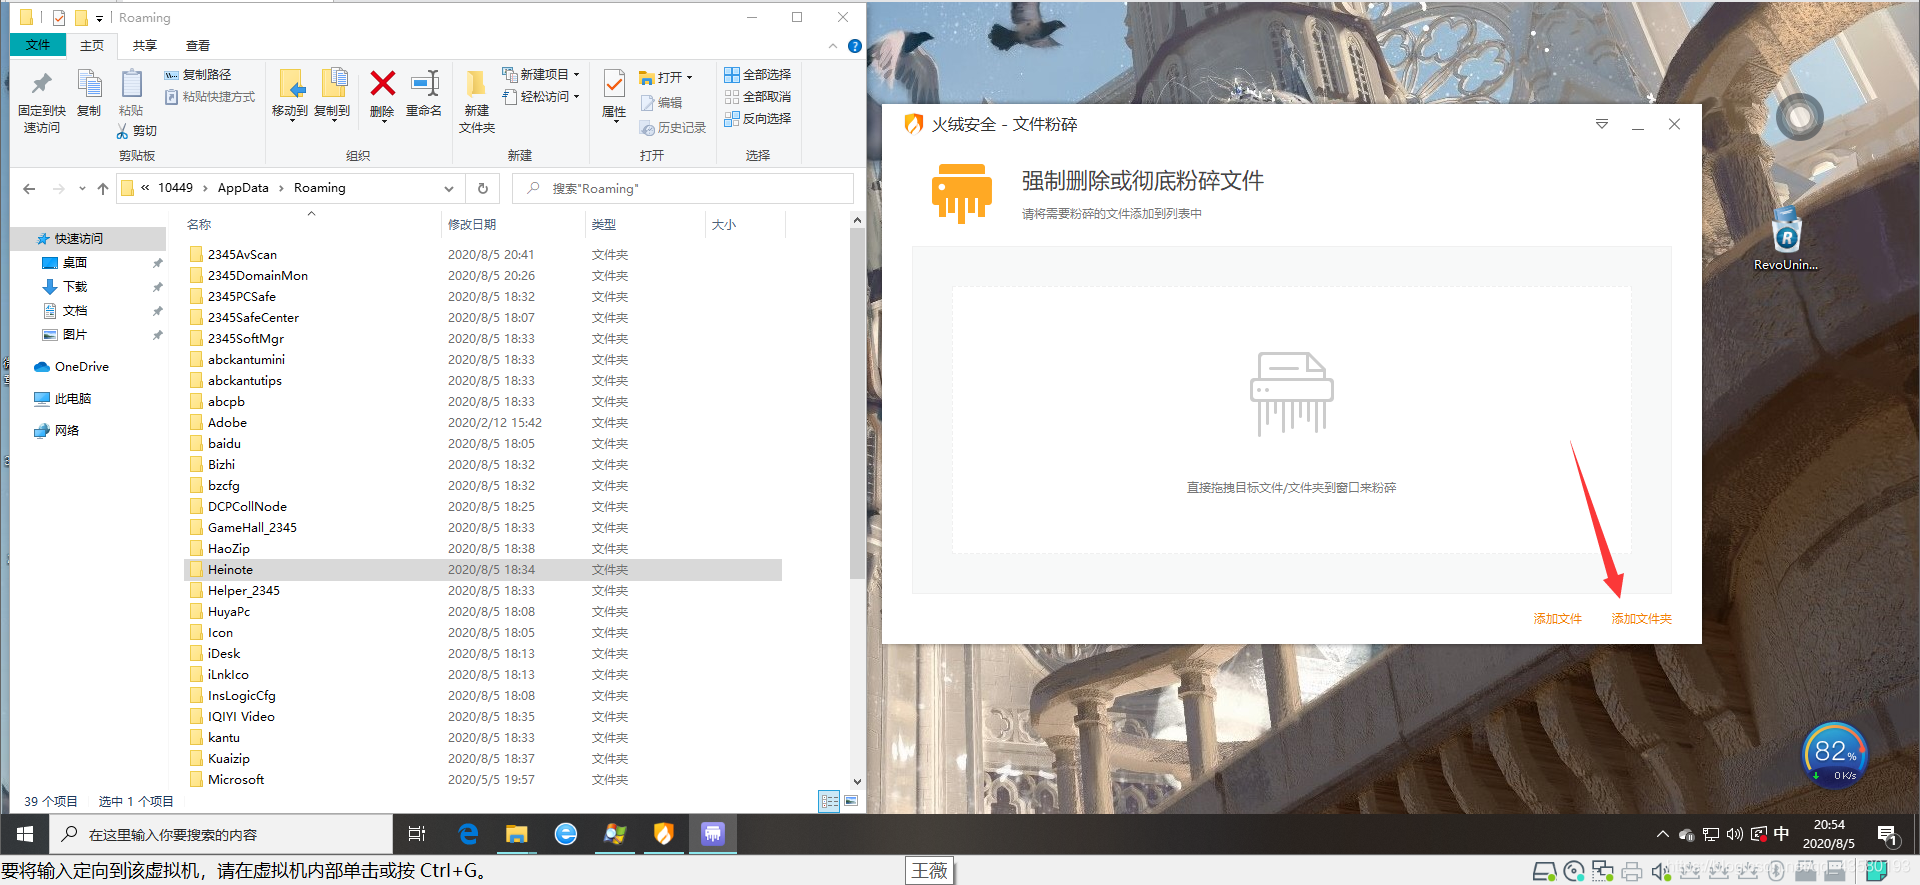 Roaming
文件 主页 共享 查看
固定到快速访问
复制
粘贴
复制路径
粘贴快捷方式
剪切
剪贴板
移动到
复制到
删除
重命名
组织
新建文件夹
新建项目
轻松访问
新建
属性
打开
编辑
历史记录
打开
全部选择
全部取消
反向选择
选择
« 10449 › AppData › Roaming
搜索"Roaming"
快速访问
桌面
下载
文档
图片
OneDrive
此电脑
网络
名称 修改日期 类型 大小
2345AvScan 2020/8/5 20:41 文件夹
2345DomainMon 2020/8/5 20:26 文件夹
2345PCSafe 2020/8/5 18:32 文件夹
2345SafeCenter 2020/8/5 18:07 文件夹
2345SoftMgr 2020/8/5 18:33 文件夹
abckantumini 2020/8/5 18:33 文件夹
abckantutips 2020/8/5 18:33 文件夹
abcpb 2020/8/5 18:33 文件夹
Adobe 2020/2/12 15:42 文件夹
baidu 2020/8/5 18:05 文件夹
Bizhi 2020/8/5 18:32 文件夹
bzcfg 2020/8/5 18:32 文件夹
DCPCollNode 2020/8/5 18:25 文件夹
GameHall_2345 2020/8/5 18:33 文件夹
HaoZip 2020/8/5 18:38 文件夹
Heinote 2020/8/5 18:34 文件夹
Helper_2345 2020/8/5 18:33 文件夹
HuyaPc 2020/8/5 18:08 文件夹
Icon 2020/8/5 18:05 文件夹
iDesk 2020/8/5 18:13 文件夹
iLnkIco 2020/8/5 18:13 文件夹
InsLogicCfg 2020/8/5 18:08 文件夹
IQIYI Video 2020/8/5 18:35 文件夹
kantu 2020/8/5 18:33 文件夹
Kuaizip 2020/8/5 18:37 文件夹
Microsoft 2020/5/5 19:57 文件夹
39 个项目 选中 1 个项目
火绒安全 - 文件粉碎
强制删除或彻底粉碎文件
请将需要粉碎的文件添加到列表中
直接拖拽目标文件/文件夹到窗口来粉碎
添加文件 添加文件夹
RevoUnin...
82%
0K/s
在这里输入你要搜索的内容
中
20:54
2020/8/5
1
要将输入定向到该虚拟机，请在虚拟机内部单击或按 Ctrl+G。
王薇